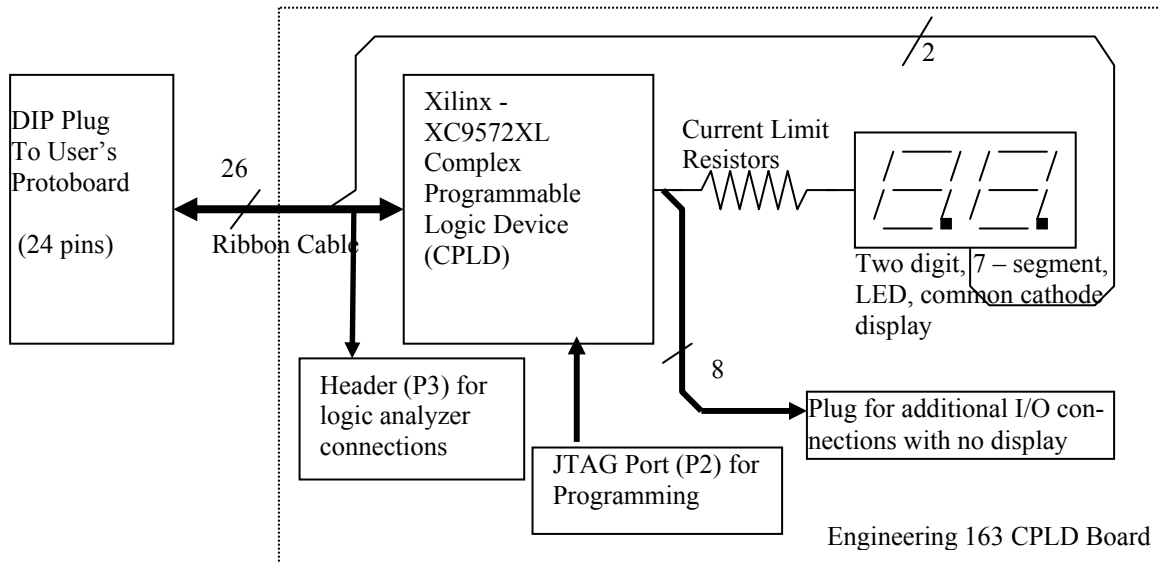 2
DIP Plug
To User's
Protoboard
(24 pins)
26
Ribbon Cable
Xilinx -
XC9572XL
Complex
Programmable
Logic Device
(CPLD)
Current Limit
Resistors
Two digit, 7 – segment,
LED, common cathode
display
8
Header (P3) for
logic analyzer
connections
JTAG Port (P2) for
Programming
Plug for additional I/O con-
nections with no display
Engineering 163 CPLD Board